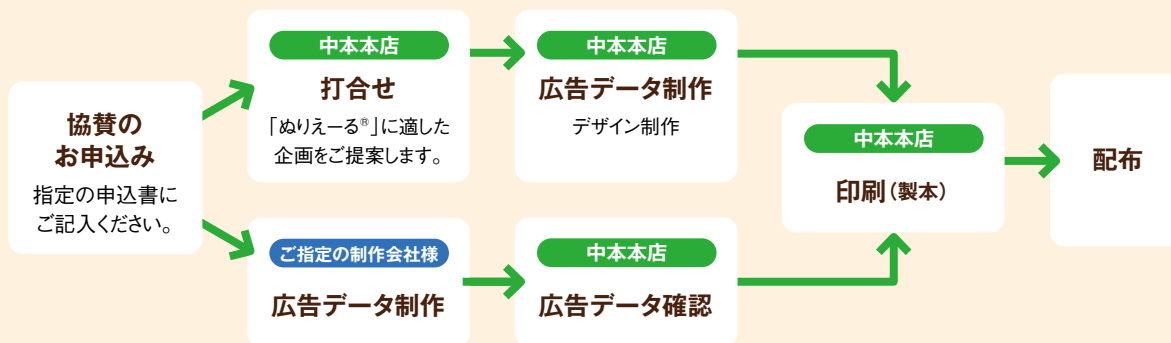 協賛の
お申込み
指定の申込書に
ご記入ください。
中本本店
打合せ
「ぬりえーる®」に適した
企画をご提案します。
中本本店
広告データ制作
デザイン制作
ご指定の制作会社様
広告データ制作
中本本店
広告データ確認
中本本店
印刷（製本）
配布